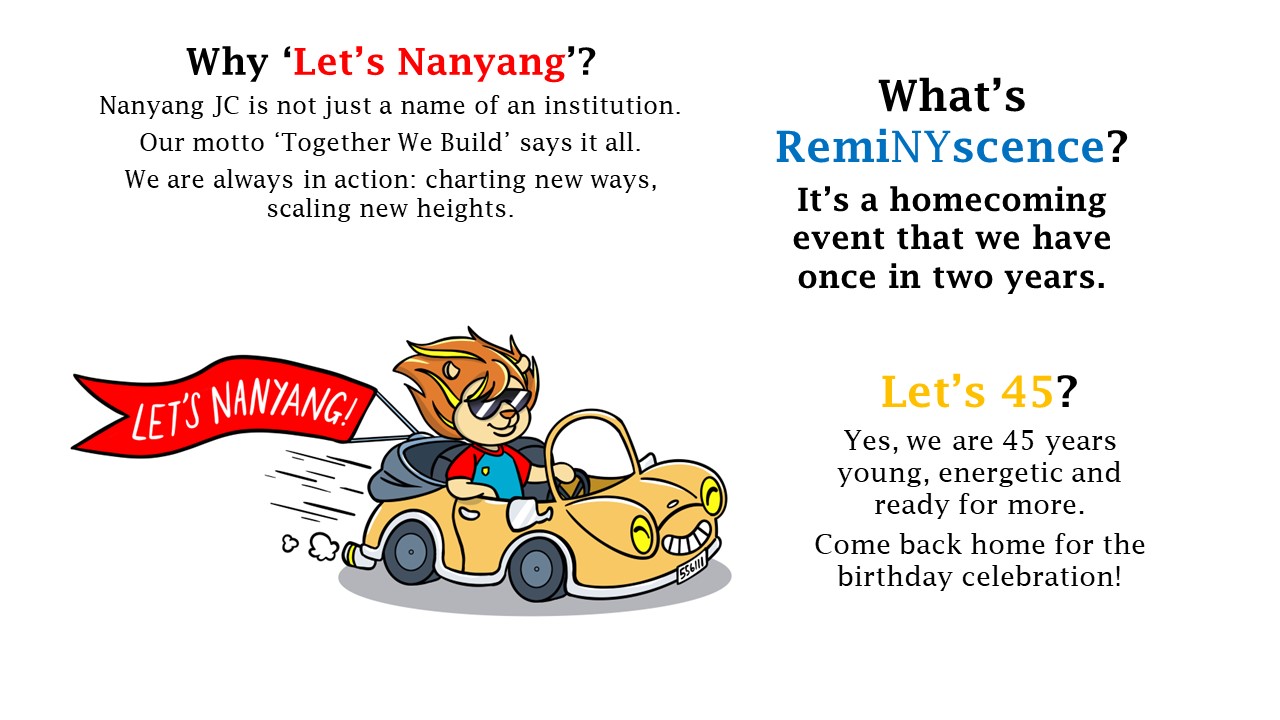 Why ‘Let’s Nanyang’?
Nanyang JC is not just a name of an institution.
Our motto ‘Together We Build’ says it all.
We are always in action: charting new ways,
scaling new heights.
What’s
RemiNYscence?
It’s a homecoming
event that we have
once in two years.
LET'S NANYANG!
556111
Let’s 45?
Yes, we are 45 years
young, energetic and
ready for more.
Come back home for the
birthday celebration!